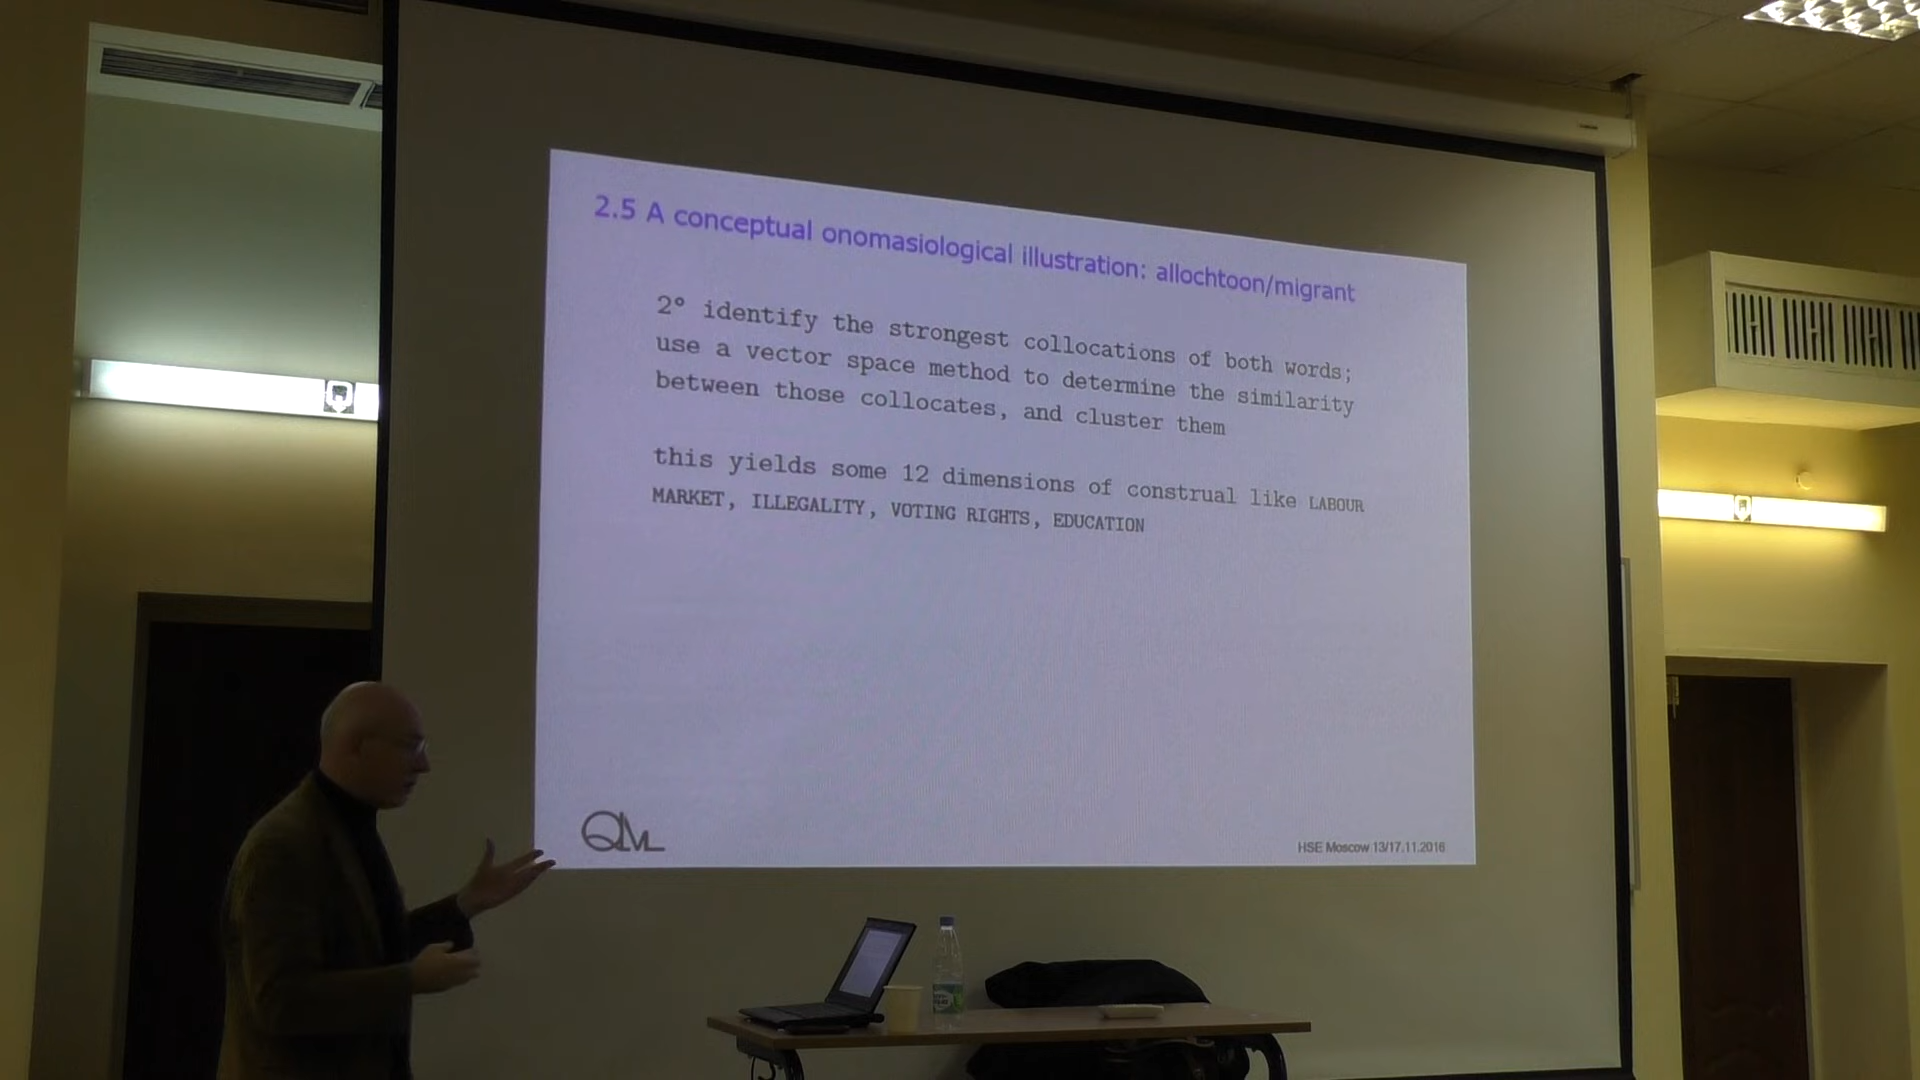 2.5 A conceptual onomasiological illustration: allochtoon/migrant
2° identify the strongest collocations of both words;
use a vector space method to determine the similarity
between those collocates, and cluster them
this yields some 12 dimensions of construal like LABOUR
MARKET, ILLEGALITY, VOTING RIGHTS, EDUCATION
QLVL
HSE Moscow 13/17.11.2016